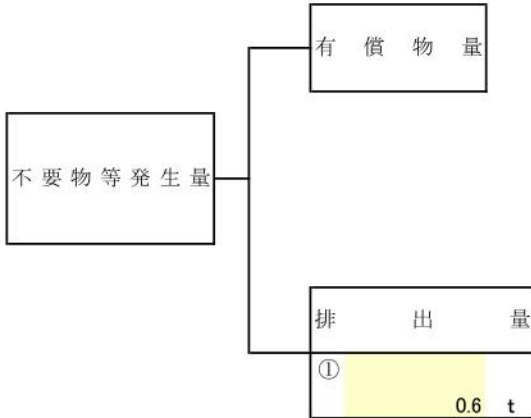 有償物量
不要物等発生量
排出量
①
0.6 t